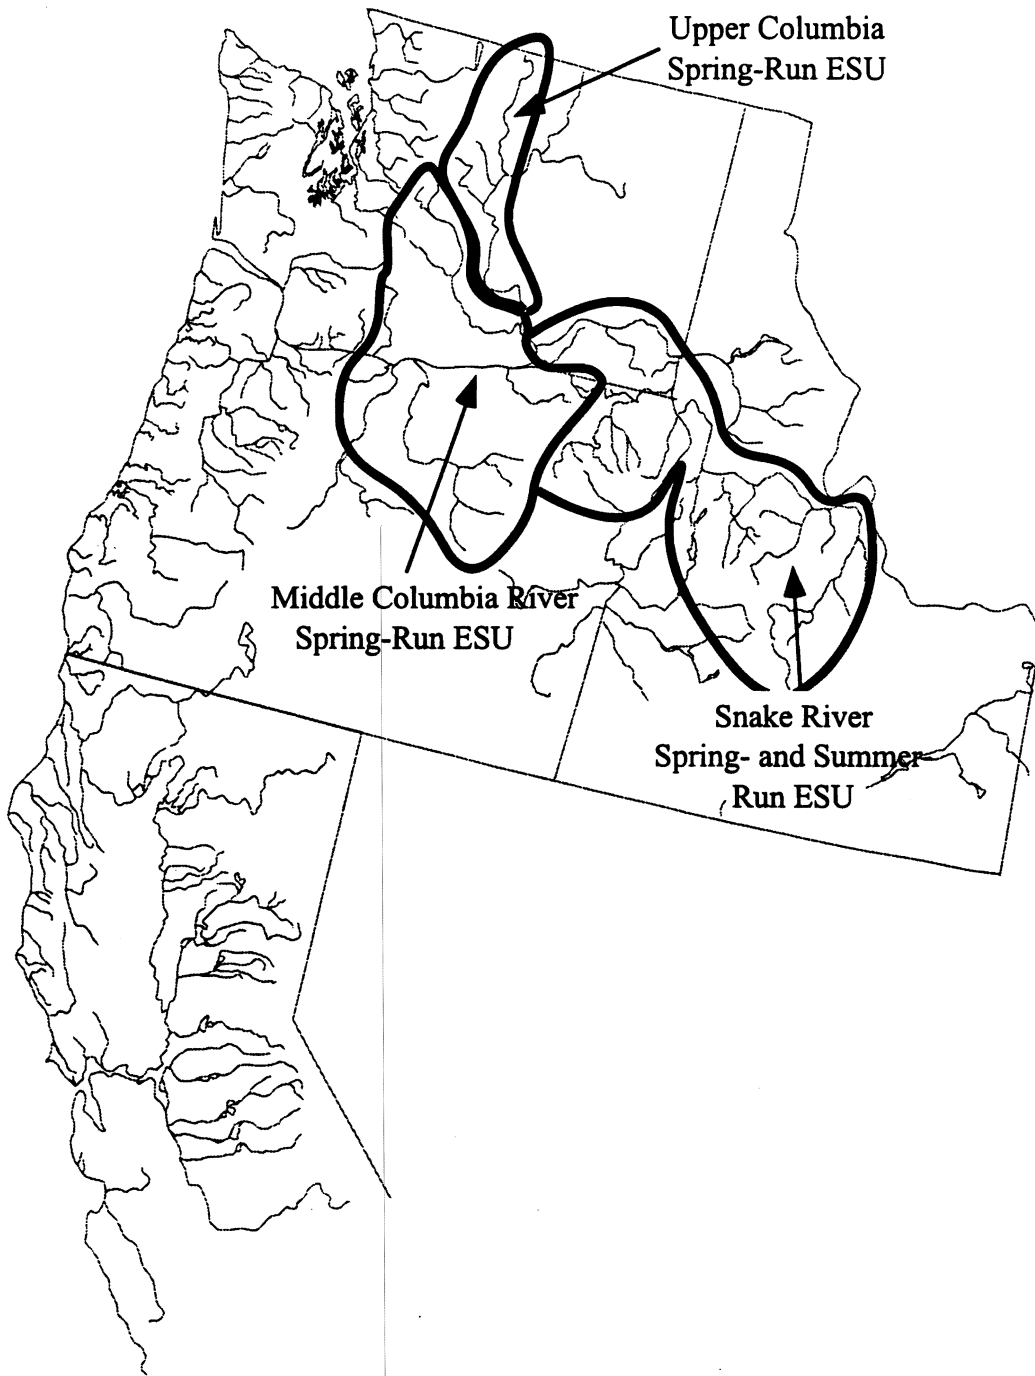 Upper Columbia
Spring-Run ESU
Middle Columbia River
Spring-Run ESU
Snake River
Spring- and Summer
Run ESU